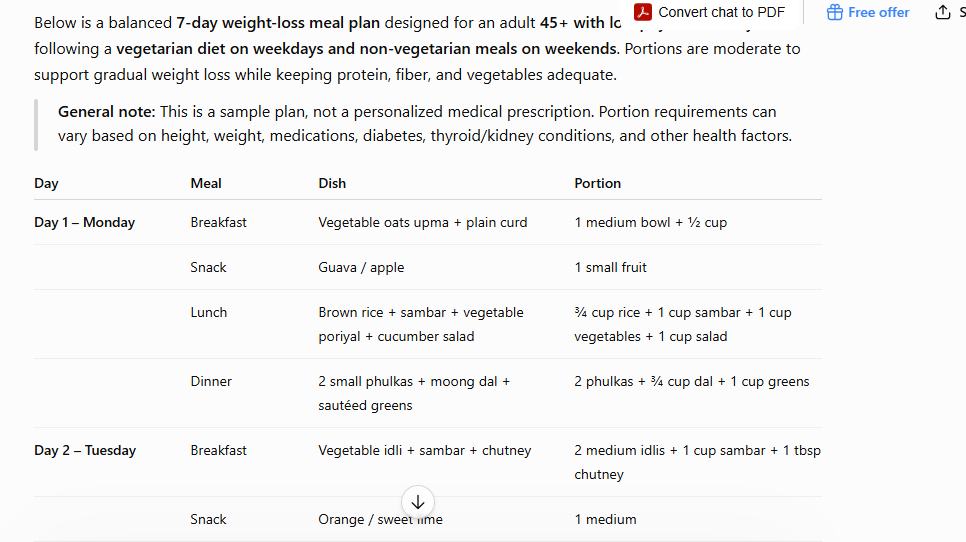 Convert chat to PDF
Free offer
Below is a balanced 7-day weight-loss meal plan designed for an adult 45+ with
following a vegetarian diet on weekdays and non-vegetarian meals on weekends. Portions are moderate to
support gradual weight loss while keeping protein, fiber, and vegetables adequate.
General note: This is a sample plan, not a personalized medical prescription. Portion requirements can
vary based on height, weight, medications, diabetes, thyroid/kidney conditions, and other health factors.
Day Meal Dish Portion
Day 1 – Monday Breakfast Vegetable oats upma + plain curd 1 medium bowl + ½ cup
Snack Guava / apple 1 small fruit
Lunch Brown rice + sambar + vegetable ¾ cup rice + 1 cup sambar + 1 cup
poriyal + cucumber salad vegetables + 1 cup salad
Dinner 2 small phulkas + moong dal + 2 phulkas + ¾ cup dal + 1 cup greens
sautéed greens
Day 2 – Tuesday Breakfast Vegetable idli + sambar + chutney 2 medium idlis + 1 cup sambar + 1 tbsp
chutney
Snack Orange / sweet lime 1 medium